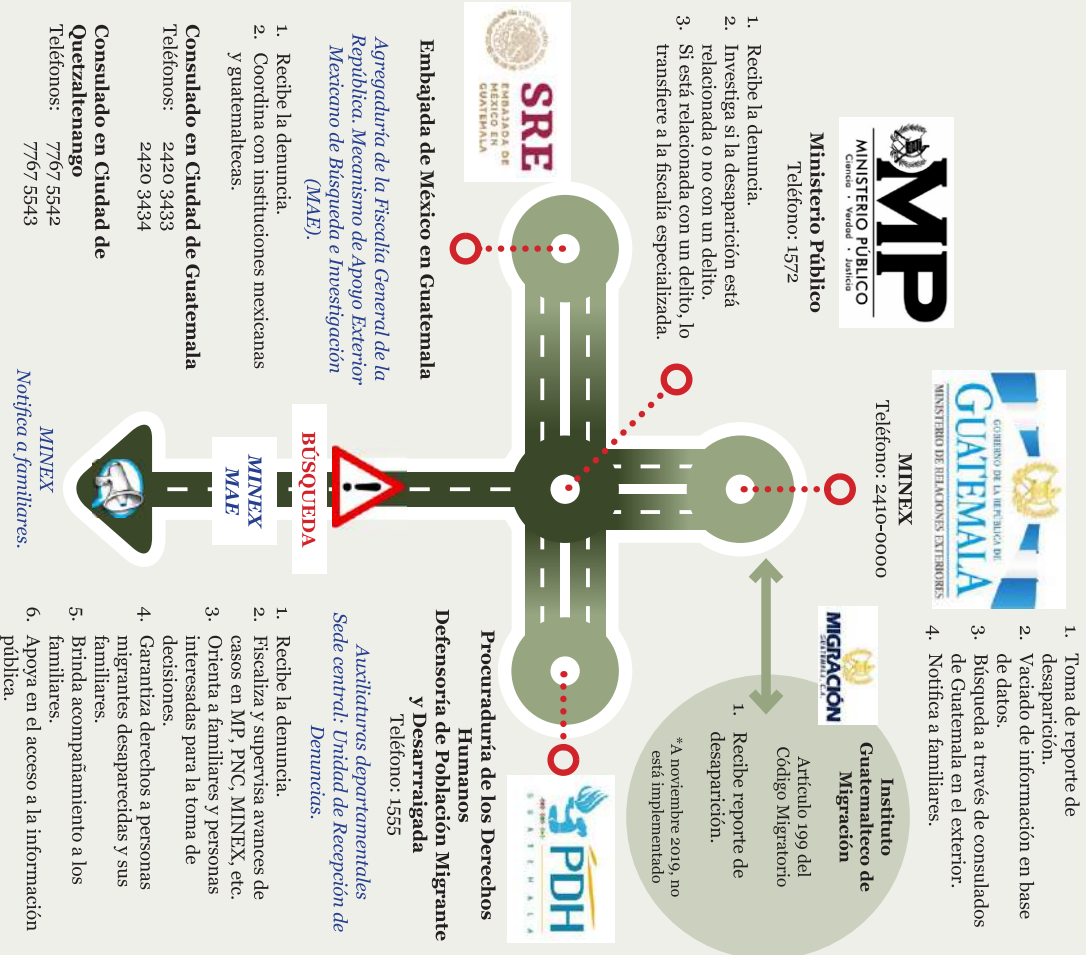 MP
MINISTERIO PÚBLICO
Ciencia • Verdad • Justicia
Ministerio Público
Teléfono: 1572
1. Recibe la denuncia.
2. Investiga si la desaparición está
relacionada o no con un delito.
3. Si está relacionada con un delito, lo
transfiere a la fiscalía especializada.
GOBIERNO DE LA REPÚBLICA DE
GUATEMALA
MINISTERIO DE RELACIONES EXTERIORES
MINEX
Teléfono: 2410-0000
1. Toma de reporte de
desaparición.
2. Vaciado de información en base
de datos.
3. Búsqueda a través de consulados
de Guatemala en el exterior.
4. Notifica a familiares.
MIGRACIÓN
GUATEMALA, C.A.
Instituto
Guatemalteco de
Migración
Artículo 199 del
Código Migratorio
1. Recibe reporte de
desaparición.
*A noviembre 2019, no
está implementado
SRE
EMBAJADA DE
MÉXICO EN
GUATEMALA
Embajada de México en Guatemala
Agregaduría de la Fiscalía General de la
República. Mecanismo de Apoyo Exterior
Mexicano de Búsqueda e Investigación
(MAE).
1. Recibe la denuncia.
2. Coordina con instituciones mexicanas
y guatemaltecas.
Consulado en Ciudad de Guatemala
Teléfonos: 2420 3433
2420 3434
Consulado en Ciudad de
Quetzaltenango
Teléfonos: 7767 5542
7767 5543
BÚSQUEDA
MINEX
MAE
MINEX
Notifica a familiares.
PDH
GUATEMALA
Procuraduría de los Derechos
Humanos
Defensoría de Población Migrante
y Desarraigada
Teléfono: 1555
Auxiliaturas departamentales
Sede central: Unidad de Recepción de
Denuncias.
1. Recibe la denuncia.
2. Fiscaliza y supervisa avances de
casos en MP, PNC, MINEX, etc.
3. Orienta a familiares y personas
interesadas para la toma de
decisiones.
4. Garantiza derechos a personas
migrantes desaparecidas y sus
familiares.
5. Brinda acompañamiento a los
familiares.
6. Apoya en el acceso a la información
pública.